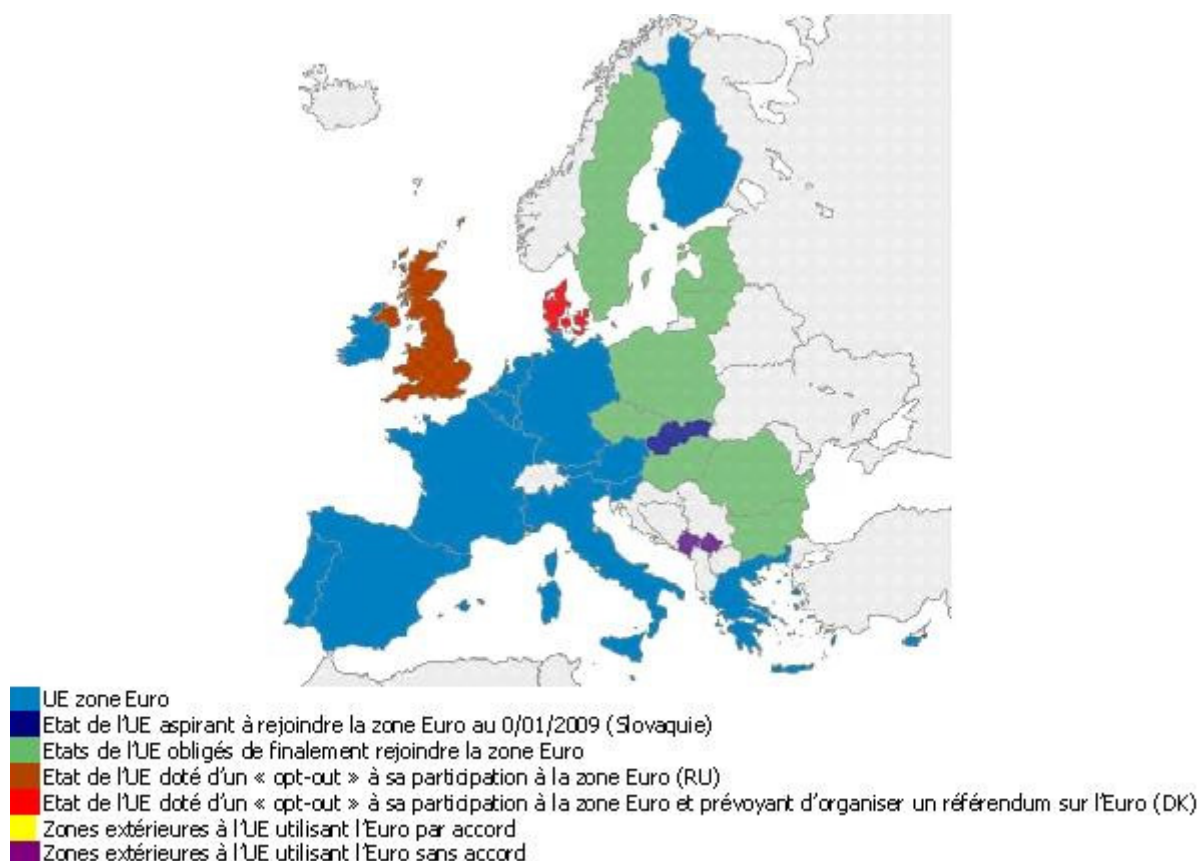 UE zone Euro
Etat de l'UE aspirant à rejoindre la zone Euro au 0/01/2009 (Slovaquie)
Etats de l'UE obligés de finalement rejoindre la zone Euro
Etat de l'UE doté d'un « opt-out » à sa participation à la zone Euro (RU)
Etat de l'UE doté d'un « opt-out » à sa participation à la zone Euro et prévoyant d'organiser un référendum sur l'Euro (DK)
Zones extérieures à l'UE utilisant l'Euro par accord
Zones extérieures à l'UE utilisant l'Euro sans accord